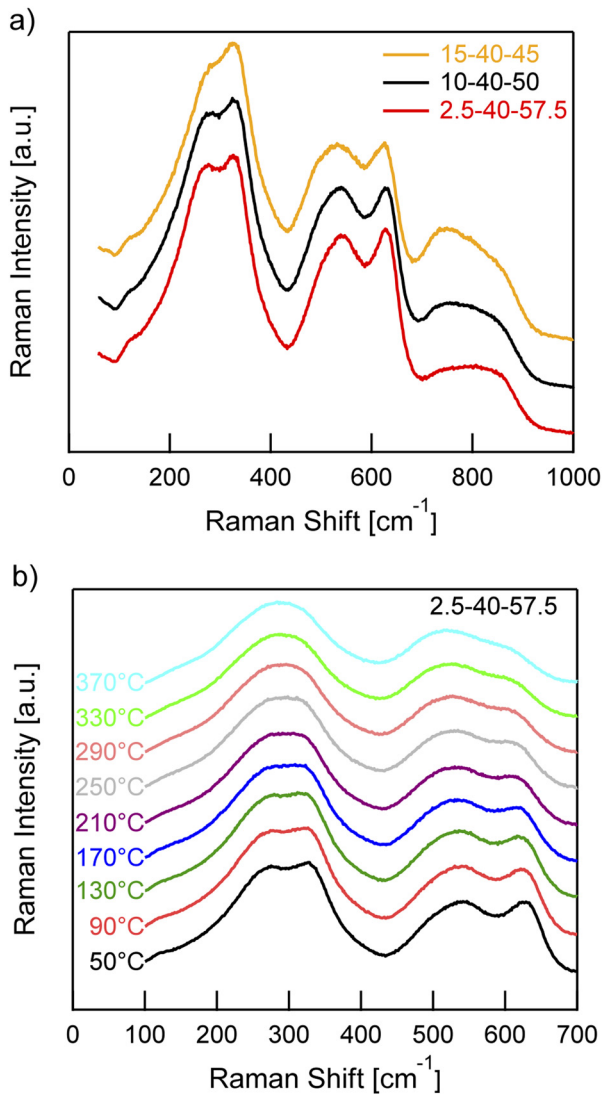 a)
15-40-45
10-40-50
2.5-40-57.5
Raman Intensity [a.u.]
0 200 400 600 800 1000
Raman Shift [cm⁻¹]
b)
2.5-40-57.5
370°C
330°C
290°C
250°C
210°C
170°C
130°C
90°C
50°C
Raman Intensity [a.u.]
0 100 200 300 400 500 600 700
Raman Shift [cm⁻¹]